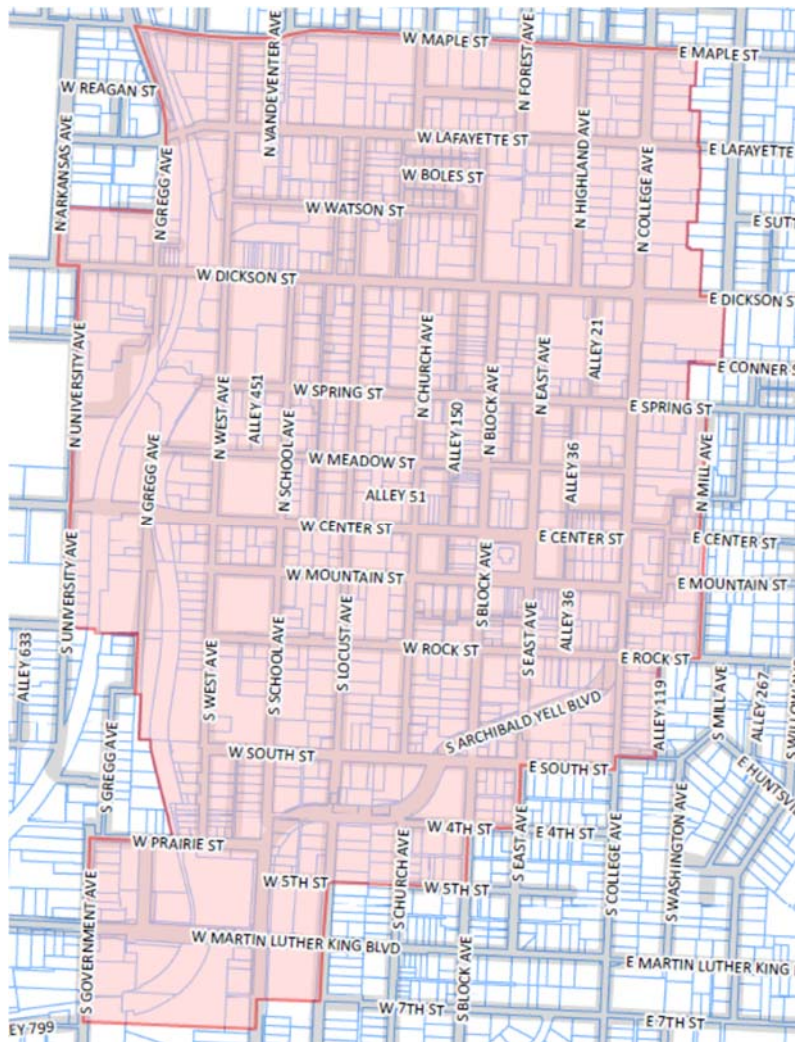 W MAPLE ST
E MAPLE ST
N FOREST AVE
N VANDEVENTER AVE
W REAGAN ST
N ARKANSAS AVE
N GREGG AVE
W LAFAYETTE ST
E LAFAYETTE
W BOLES ST
N HIGHLAND AVE
N COLLEGE AVE
W WATSON ST
E SUTT
W DICKSON ST
E DICKSON ST
N UNIVERSITY AVE
N WEST AVE
ALLEY 451
N SCHOOL AVE
W SPRING ST
N CHURCH AVE
ALLEY 150
N BLOCK AVE
N EAST AVE
ALLEY 21
E CONNER S
E SPRING ST
N MILL AVE
N GREGG AVE
W MEADOW ST
ALLEY 51
ALLEY 36
W CENTER ST
E CENTER ST
E CENTER ST
S UNIVERSITY AVE
W MOUNTAIN ST
S BLOCK AVE
E MOUNTAIN ST
ALLEY 633
S WEST AVE
S SCHOOL AVE
S LOCUST AVE
W ROCK ST
S EAST AVE
ALLEY 36
E ROCK ST
ALLEY 119
S MILL AVE
ALLEY 267
S WILLOW
S GREGG AVE
S ARCHIBALD YELL BLVD
W SOUTH ST
E SOUTH ST
E HUNTSV
W PRAIRIE ST
W 4TH ST
E 4TH ST
S EAST AVE
S COLLEGE AVE
S WASHINGTON AVE
S GOVERNMENT AVE
W 5TH ST
S CHURCH AVE
W 5TH ST
W MARTIN LUTHER KING BLVD
S BLOCK AVE
E MARTIN LUTHER KING
EY 799
W 7TH ST
E 7TH ST